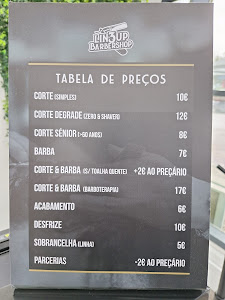 LIN3UP
BARBERSHOP
TABELA DE PREÇOS
CORTE (SIMPLES) 10€
CORTE DEGRADE (ZERO & SHAVER) 12€
CORTE SÉNIOR (>60 ANOS) 8€
BARBA 7€
CORTE & BARBA (S/ TOALHA QUENTE) +2€ AO PREÇÁRIO
CORTE & BARBA (BARBOTERAPIA) 17€
ACABAMENTO 6€
DESFRIZE 10€
SOBRANCELHA (LINHA) 5€
PARCERIAS -2€ AO PREÇÁRIO